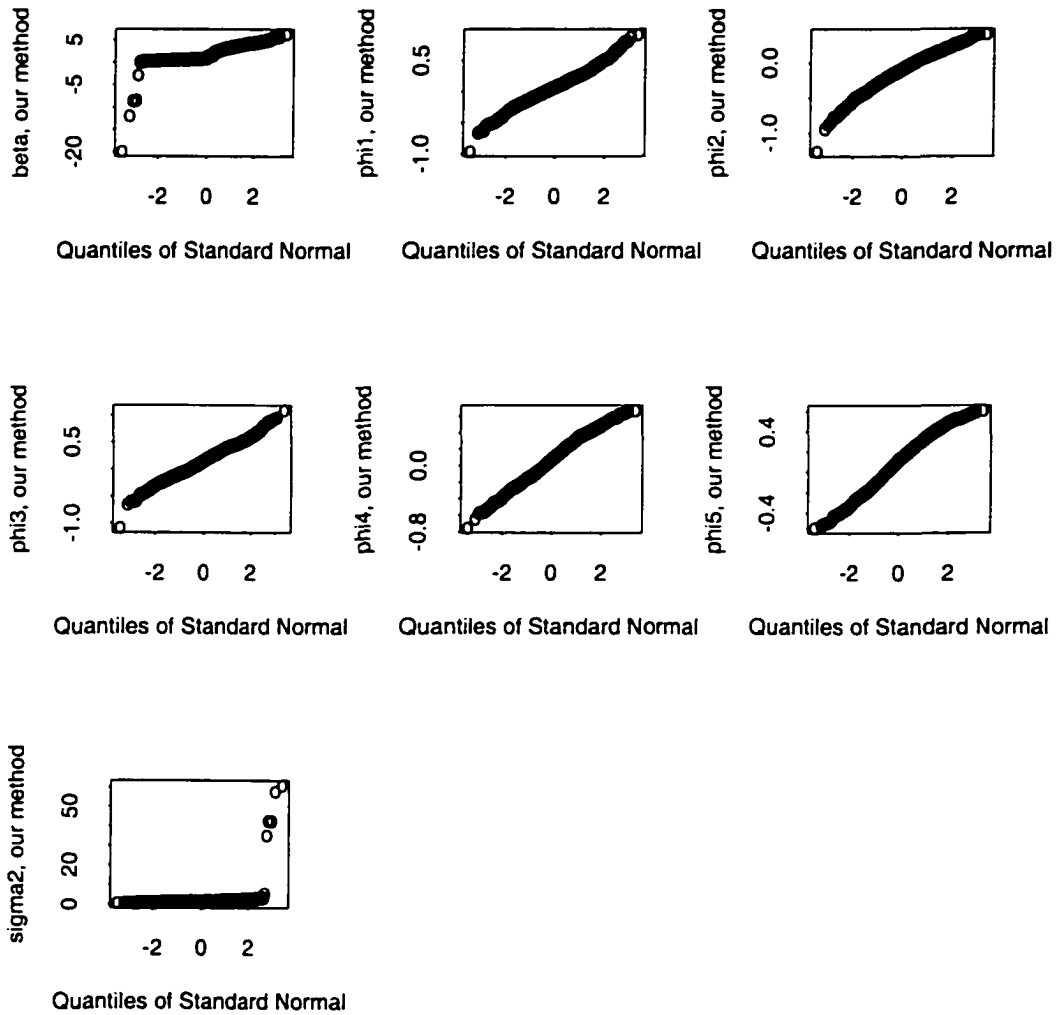 beta, our method
5
-5
-20
-2 0 2
Quantiles of Standard Normal
phi1, our method
0.5
-1.0
-2 0 2
Quantiles of Standard Normal
phi2, our method
0.0
-1.0
-2 0 2
Quantiles of Standard Normal
phi3, our method
0.5
-1.0
-2 0 2
Quantiles of Standard Normal
phi4, our method
0.0
-0.8
-2 0 2
Quantiles of Standard Normal
phi5, our method
0.4
-0.4
-2 0 2
Quantiles of Standard Normal
sigma2, our method
50
20
0
-2 0 2
Quantiles of Standard Normal